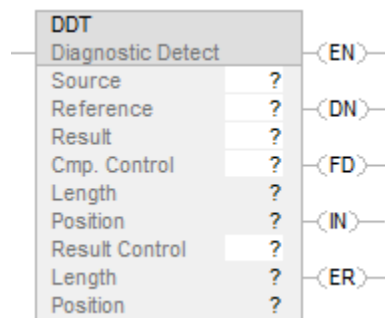 DDT
Diagnostic Detect (EN)
Source ?
Reference ? (DN)
Result ?
Cmp. Control ? (FD)
Length ?
Position ? (IN)
Result Control ?
Length ? (ER)
Position ?